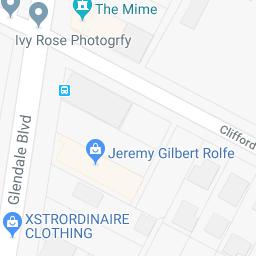 The Mime
Ivy Rose Photogrfy
Clifford
Glendale Blvd
Jeremy Gilbert Rolfe
XSTRORDINAIRE
CLOTHING